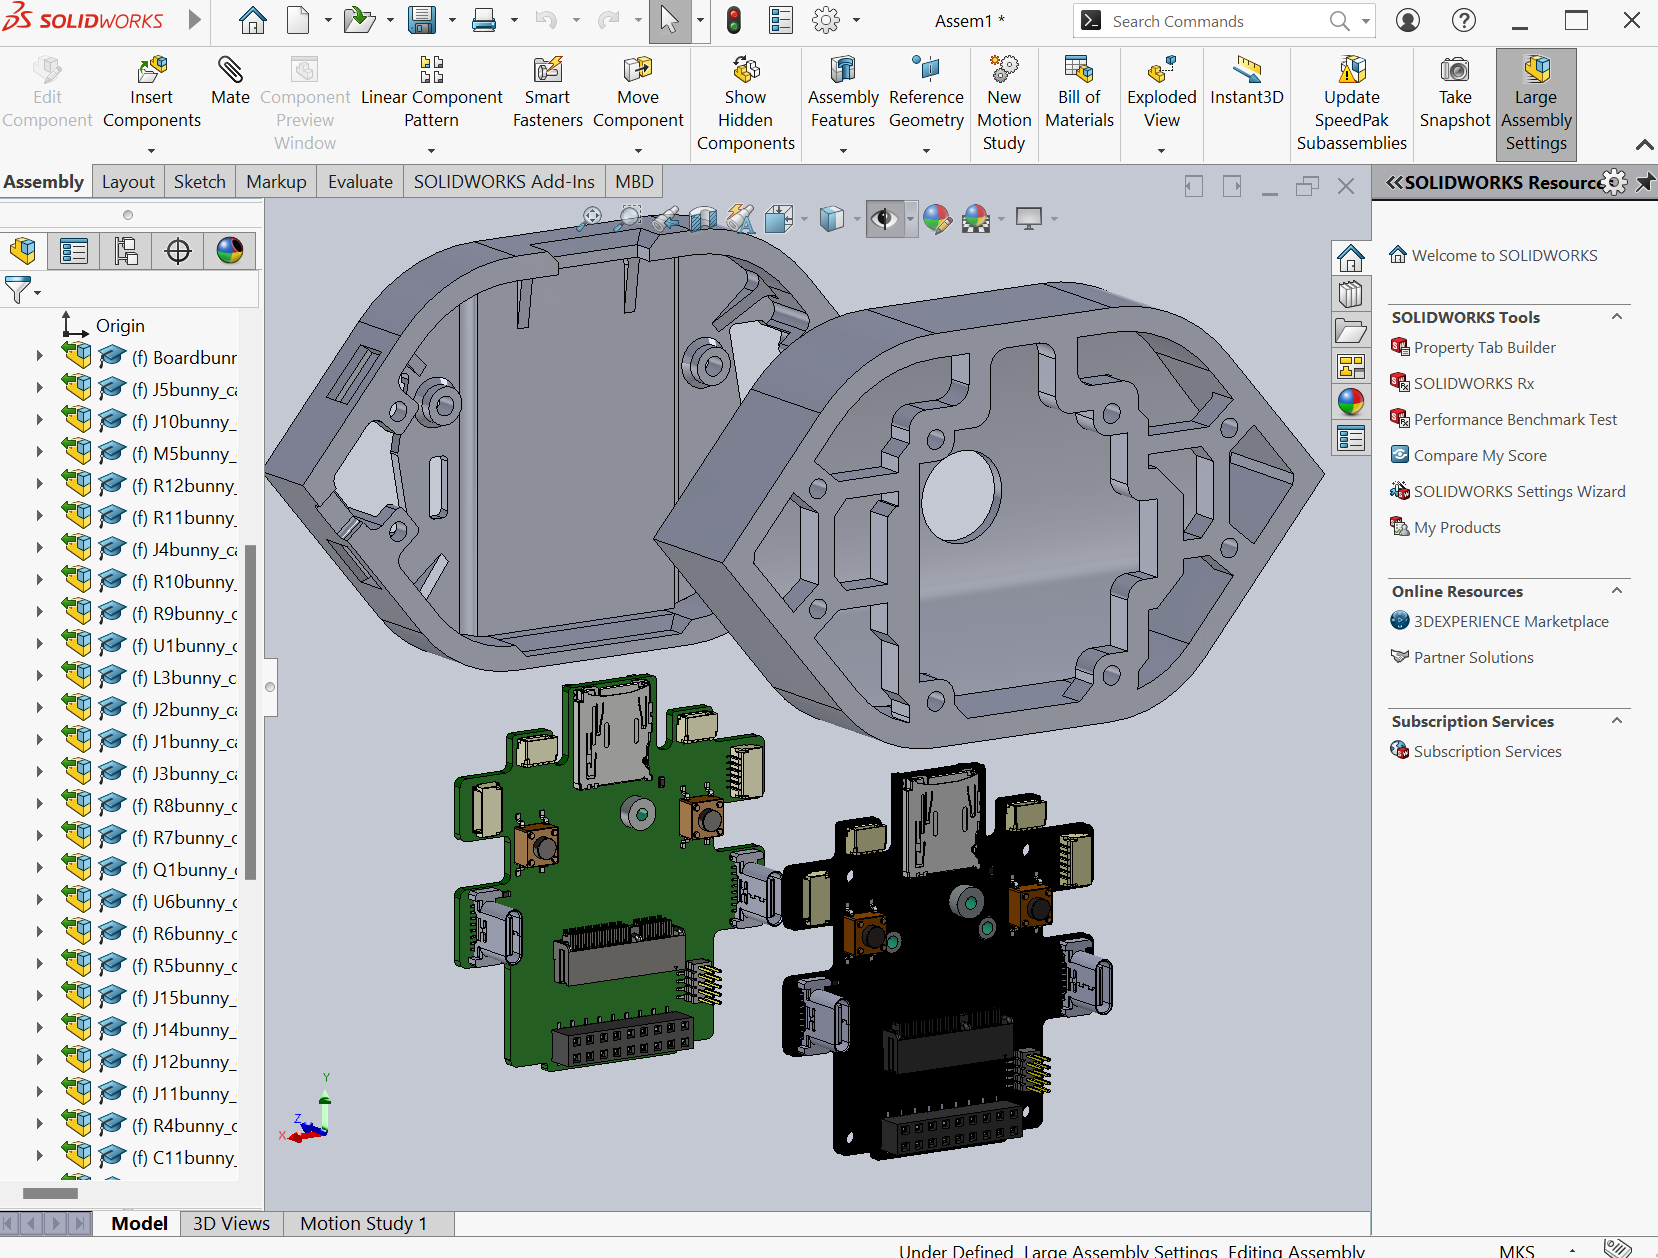 SOLIDWORKS
Assem1 *
Search Commands
Edit
Component
Insert
Components
Mate
Component
Preview
Window
Linear Component
Pattern
Smart
Fasteners
Move
Component
Show
Hidden
Components
Assembly
Features
Reference
Geometry
New
Motion
Study
Bill of
Materials
Exploded
View
Instant3D
Update
SpeedPak
Subassemblies
Take
Snapshot
Large
Assembly
Settings
Assembly Layout Sketch Markup Evaluate SOLIDWORKS Add-Ins MBD
Origin
(f) Boardbunn
(f) J5bunny_ca
(f) J10bunny_
(f) M5bunny_
(f) R12bunny_
(f) R11bunny_
(f) J4bunny_ca
(f) R10bunny_
(f) R9bunny_c
(f) U1bunny_c
(f) L3bunny_c
(f) J2bunny_ca
(f) J1bunny_ca
(f) J3bunny_ca
(f) R8bunny_c
(f) R7bunny_c
(f) Q1bunny_c
(f) U6bunny_c
(f) R6bunny_c
(f) R5bunny_c
(f) J15bunny_
(f) J14bunny_
(f) J12bunny_
(f) J11bunny_
(f) R4bunny_c
(f) C11bunny_
Y
Z
X
SOLIDWORKS Resourc
Welcome to SOLIDWORKS
SOLIDWORKS Tools
Property Tab Builder
SOLIDWORKS Rx
Performance Benchmark Test
Compare My Score
SOLIDWORKS Settings Wizard
My Products
Online Resources
3DEXPERIENCE Marketplace
Partner Solutions
Subscription Services
Subscription Services
Model 3D Views Motion Study 1
Under Defined Large Assembly Settings Editing Assembly MKS